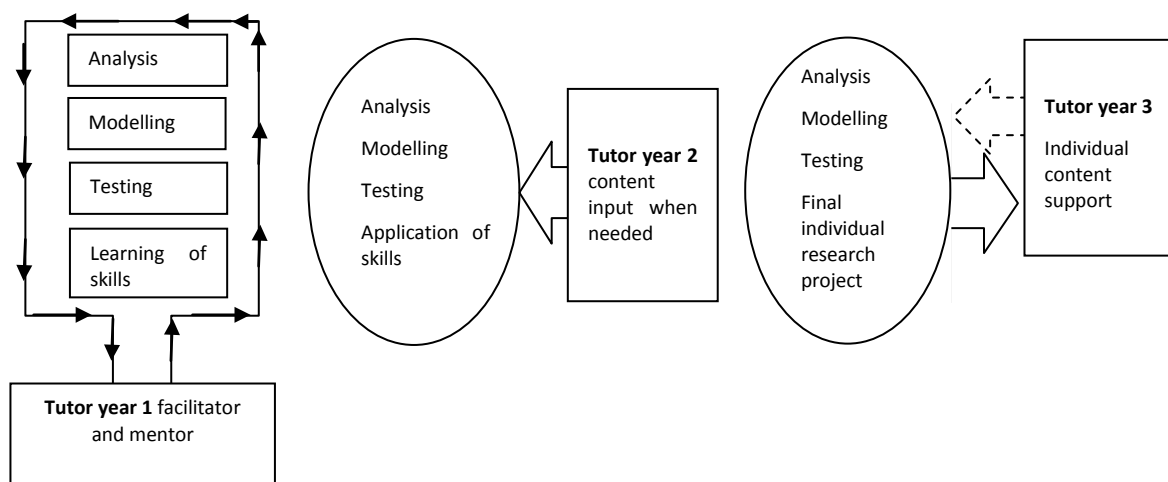 Analysis
Modelling
Testing
Learning of
skills
Tutor year 1 facilitator
and mentor
Analysis
Modelling
Testing
Application of
skills
Tutor year 2
content
input when
needed
Analysis
Modelling
Testing
Final
individual
research
project
Tutor year 3
Individual
content
support